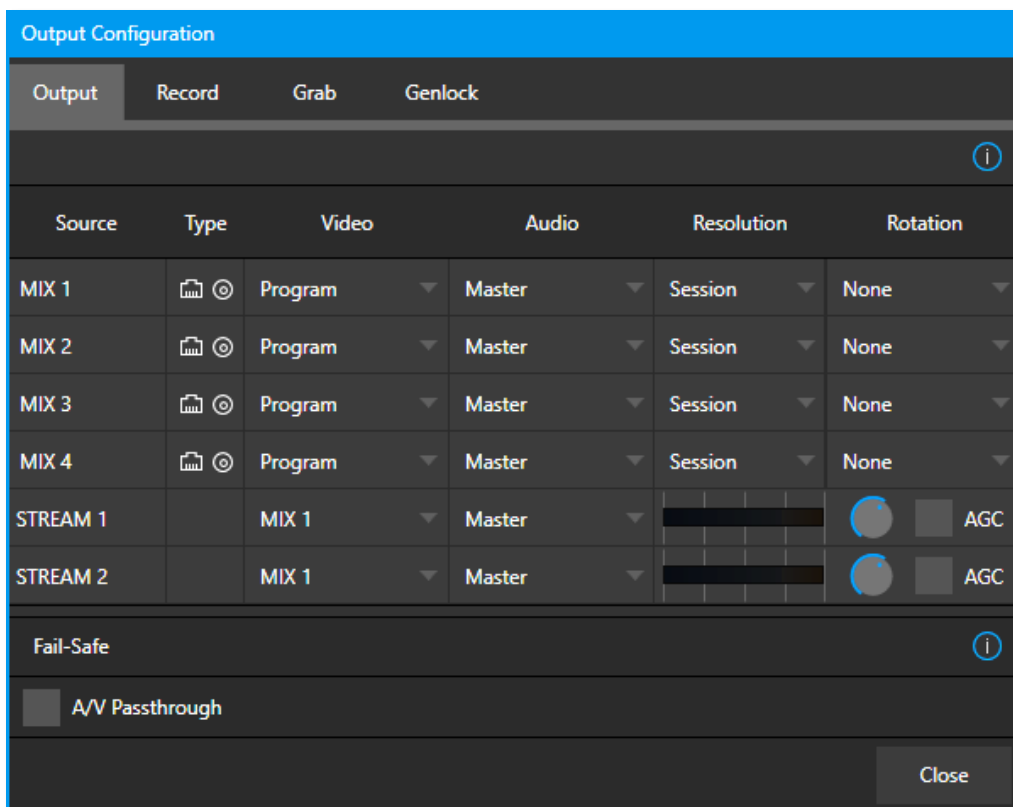 Output Configuration
Output Record Grab Genlock
Source Type Video Audio Resolution Rotation
MIX 1 Program Master Session None
MIX 2 Program Master Session None
MIX 3 Program Master Session None
MIX 4 Program Master Session None
STREAM 1 MIX 1 Master AGC
STREAM 2 MIX 1 Master AGC
Fail-Safe
A/V Passthrough
Close